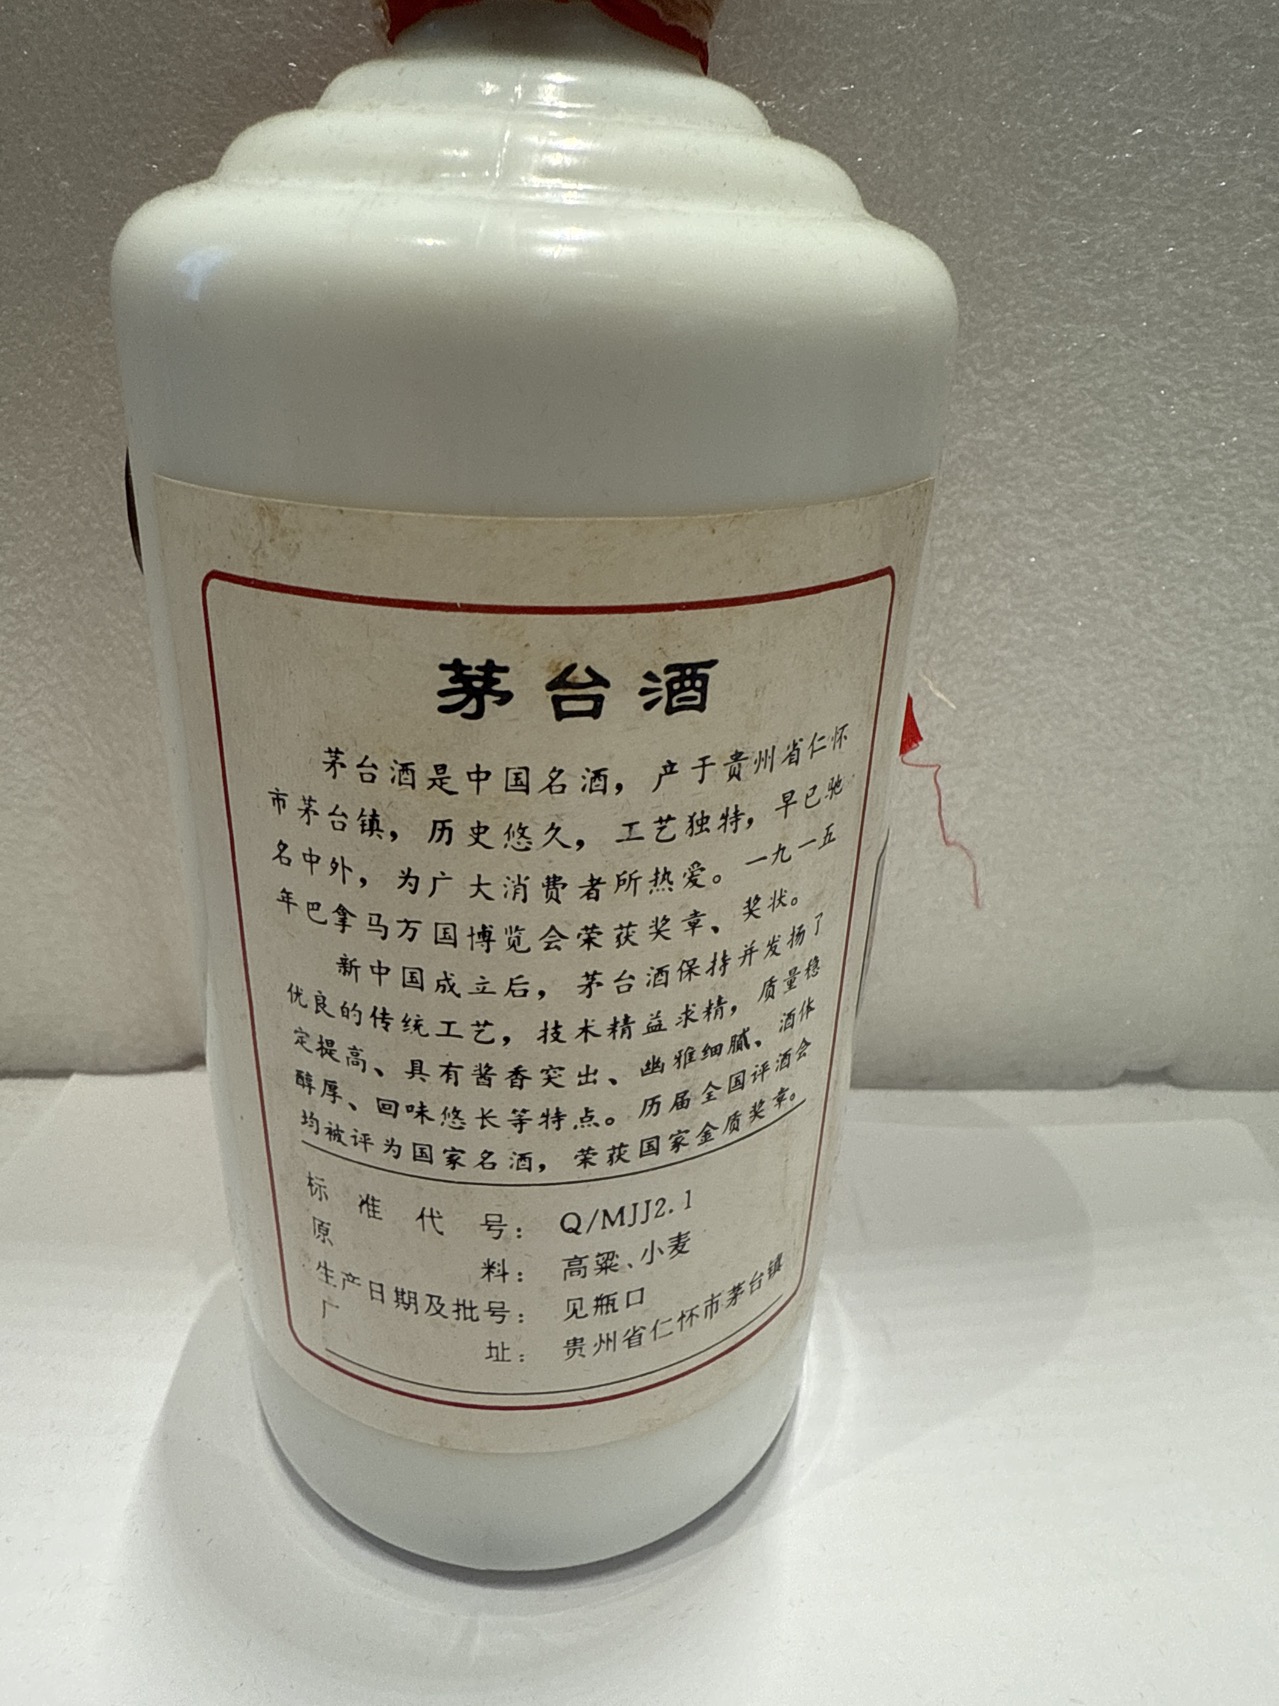 茅台酒
茅台酒是中国名酒，产于贵州省仁怀
市茅台镇，历史悠久，工艺独特，早已驰
名中外，为广大消费者所热爱。一九一五
年巴拿马万国博览会荣获奖章、奖状。
新中国成立后，茅台酒保持并发扬了
优良的传统工艺，技术精益求精，质量稳
定提高、具有酱香突出、幽雅细腻、酒体
醇厚、回味悠长等特点。历届全国评酒会
均被评为国家名酒，荣获国家金质奖章。
标准代号：Q/MJJ2.1
原料：高粱、小麦
生产日期及批号：见瓶口
厂址：贵州省仁怀市茅台镇